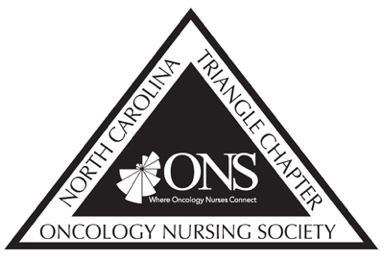 NORTH CAROLINA
TRIANGLE CHAPTER
ONS
Where Oncology Nurses Connect
ONCOLOGY NURSING SOCIETY